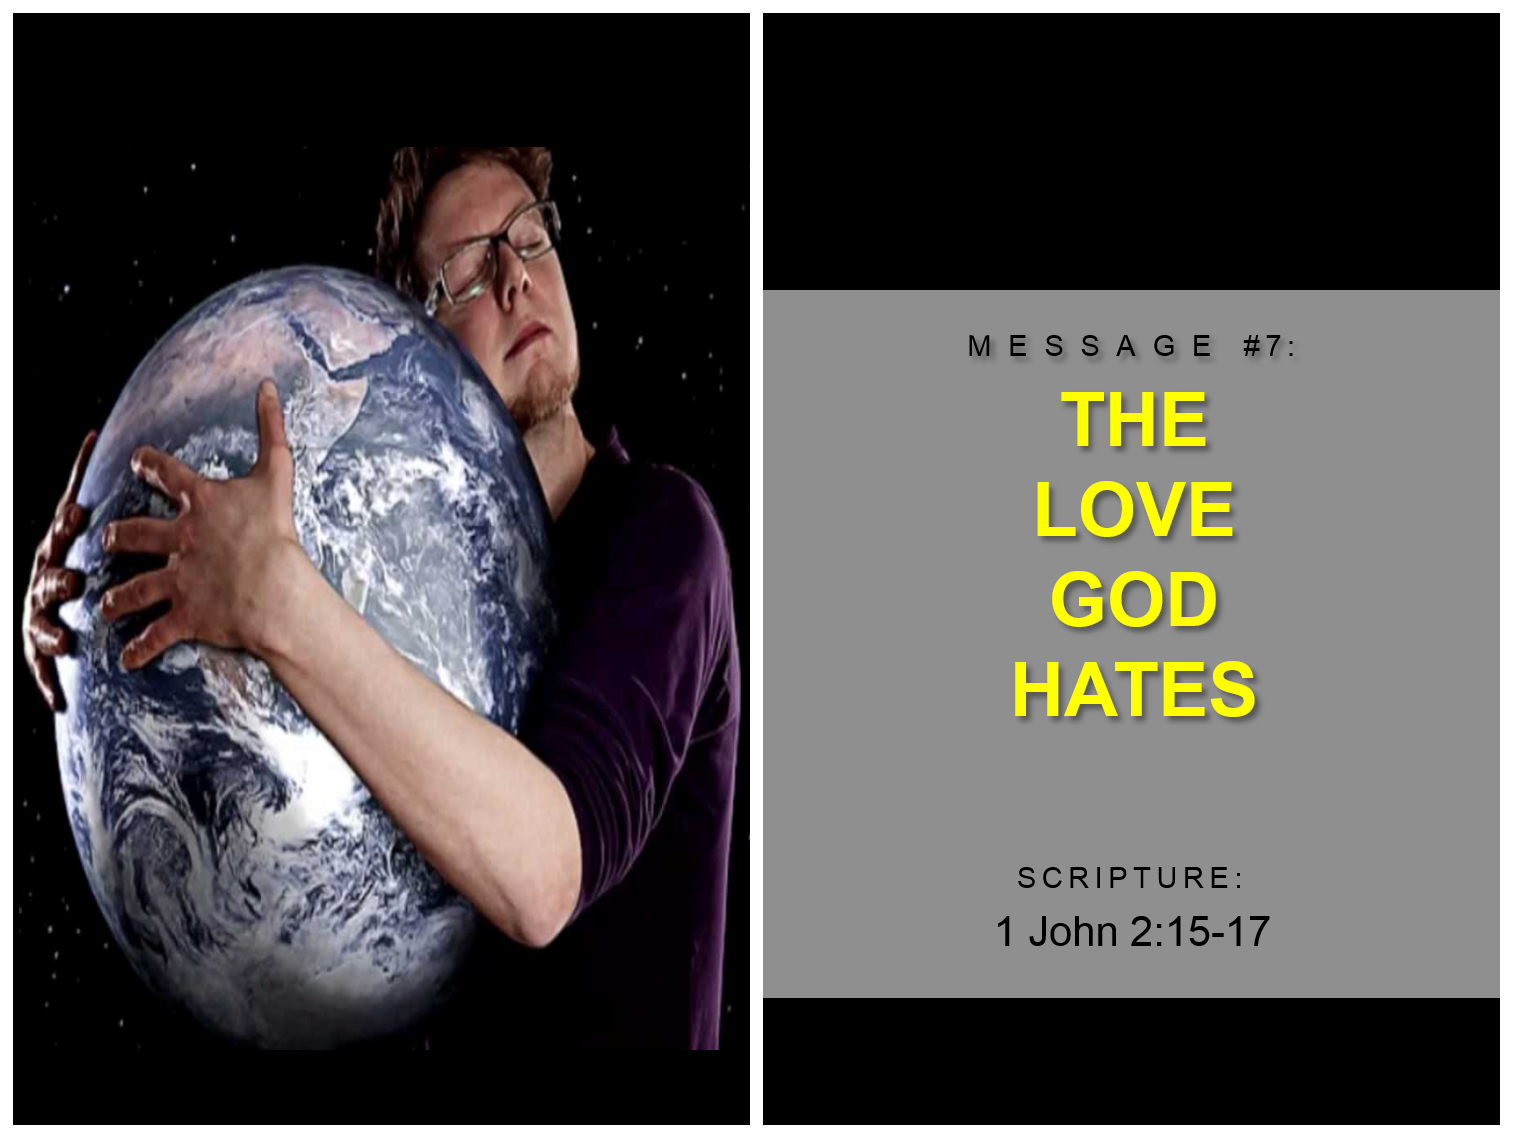 MESSAGE #7:
THE
LOVE
GOD
HATES
SCRIPTURE:
1 John 2:15-17